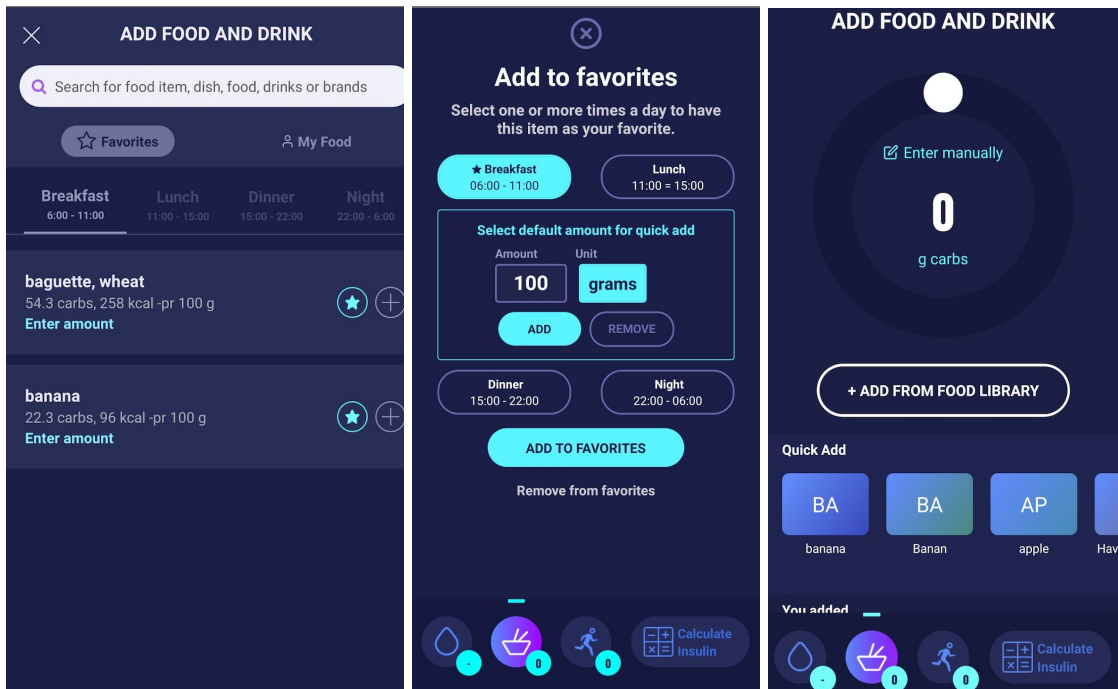 ADD FOOD AND DRINK
Search for food item, dish, food, drinks or brands
Favorites
My Food
Breakfast
6:00 - 11:00
Lunch
11:00 - 15:00
Dinner
15:00 - 22:00
Night
22:00 - 6:00
baguette, wheat
54.3 carbs, 258 kcal -pr 100 g
Enter amount
banana
22.3 carbs, 96 kcal -pr 100 g
Enter amount
Add to favorites
Select one or more times a day to have
this item as your favorite.
★ Breakfast
06:00 - 11:00
Lunch
11:00 = 15:00
Select default amount for quick add
Amount
Unit
100
grams
ADD
REMOVE
Dinner
15:00 - 22:00
Night
22:00 - 06:00
ADD TO FAVORITES
Remove from favorites
-
0
0
Calculate
Insulin
ADD FOOD AND DRINK
Enter manually
0
g carbs
+ ADD FROM FOOD LIBRARY
Quick Add
BA
BA
AP
banana
Banan
apple
Hav
You added
-
0
0
Calculate
Insulin